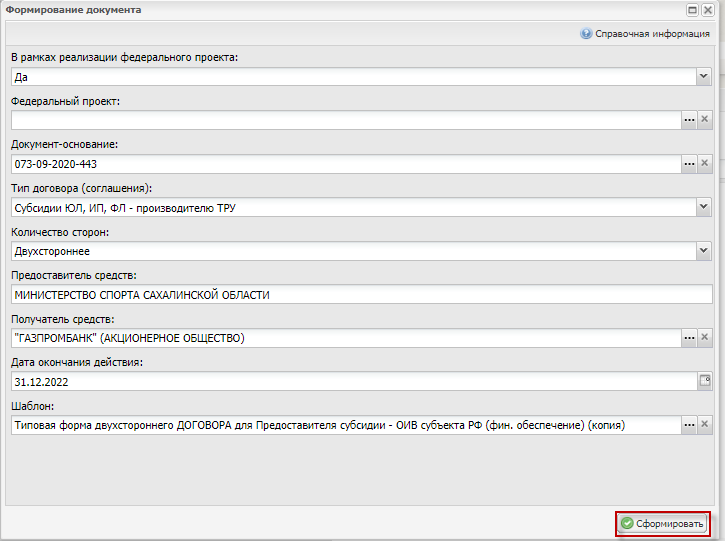 Формирование документа
Справочная информация
В рамках реализации федерального проекта:
Да
Федеральный проект:
Документ-основание:
073-09-2020-443
Тип договора (соглашения):
Субсидии ЮЛ, ИП, ФЛ - производителю ТРУ
Количество сторон:
Двухстороннее
Предоставитель средств:
МИНИСТЕРСТВО СПОРТА САХАЛИНСКОЙ ОБЛАСТИ
Получатель средств:
"ГАЗПРОМБАНК" (АКЦИОНЕРНОЕ ОБЩЕСТВО)
Дата окончания действия:
31.12.2022
Шаблон:
Типовая форма двухстороннего ДОГОВОРА для Предоставителя субсидии - ОИВ субъекта РФ (фин. обеспечение) (копия)
Сформировать